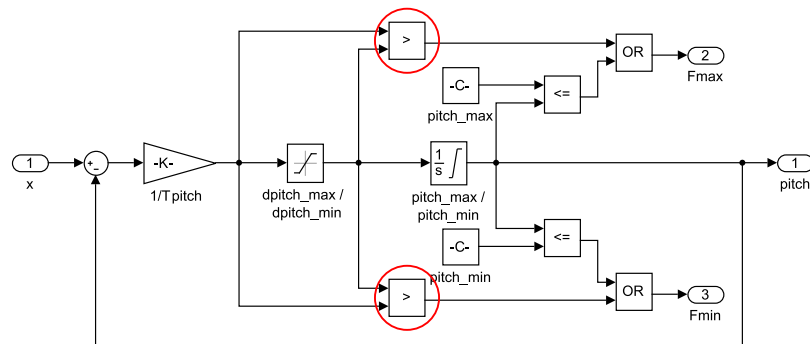 >
OR
2
Fmax
-C-
<=
pitch_max
1
x
+
−
-K-
1/Tpitch
dpitch_max /
dpitch_min
1
s
pitch_max /
pitch_min
1
pitch
-C-
<=
pitch_min
>
OR
3
Fmin